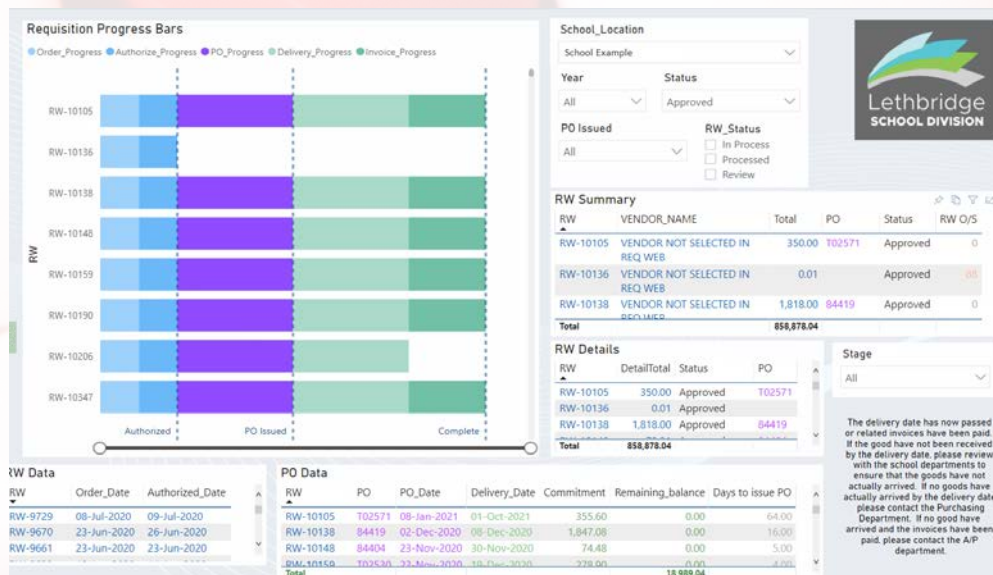 Requisition Progress Bars
Order_Progress Authorize_Progress PO_Progress Delivery_Progress Invoice_Progress
RW
RW-10105
RW-10136
RW-10138
RW-10148
RW-10159
RW-10190
RW-10206
RW-10347
Authorized PO Issued Complete
School_Location
School Example
Year Status
All Approved
PO Issued RW_Status
All
In Process
Processed
Review
Lethbridge
SCHOOL DIVISION
RW Summary
RW VENDOR_NAME Total PO Status RW O/S
RW-10105 VENDOR NOT SELECTED IN 350.00 T02571 Approved 0
REQ WEB
RW-10136 VENDOR NOT SELECTED IN 0.01 Approved
REQ WEB
RW-10138 VENDOR NOT SELECTED IN 1,818.00 84419 Approved 0
REQ WEB
Total 858,878.04
RW Details
RW DetailTotal Status PO
RW-10105 350.00 Approved T02571
RW-10136 0.01 Approved
RW-10138 1,818.00 Approved 84419
Total 858,878.04
Stage
All
The delivery date has now passed
or related invoices have been paid.
If the good have not been received
by the delivery date, please review
with the school departments to
ensure that the goods have not
actually arrived. If no goods have
actually arrived by the delivery date
please contact the Purchasing
Department. If no good have
arrived and the invoices have been
paid, please contact the A/P
department.
RW Data
RW Order_Date Authorized_Date
RW-9729 08-Jul-2020 09-Jul-2020
RW-9670 23-Jun-2020 26-Jun-2020
RW-9661 23-Jun-2020 23-Jun-2020
PO Data
RW PO PO_Date Delivery_Date Commitment Remaining_balance Days to issue PO
RW-10105 T02571 08-Jan-2021 01-Oct-2021 355.60 0.00 64.00
RW-10138 84419 02-Dec-2020 08-Dec-2020 1,847.08 0.00 16.00
RW-10148 84404 23-Nov-2020 30-Nov-2020 74.48 0.00 5.00
RW-10159 T02530 23-Nov-2020 278.90 0.00 4.00
Total 18,989.04